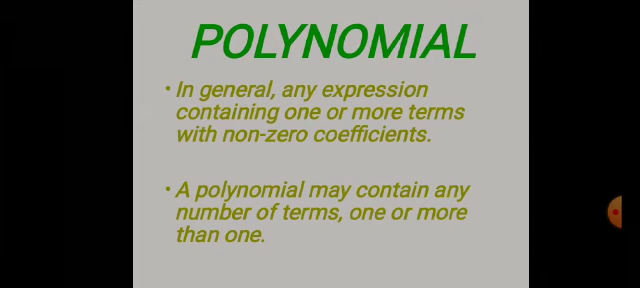 POLYNOMIAL
• In general, any expression
containing one or more terms
with non-zero coefficients.
• A polynomial may contain any
number of terms, one or more
than one.